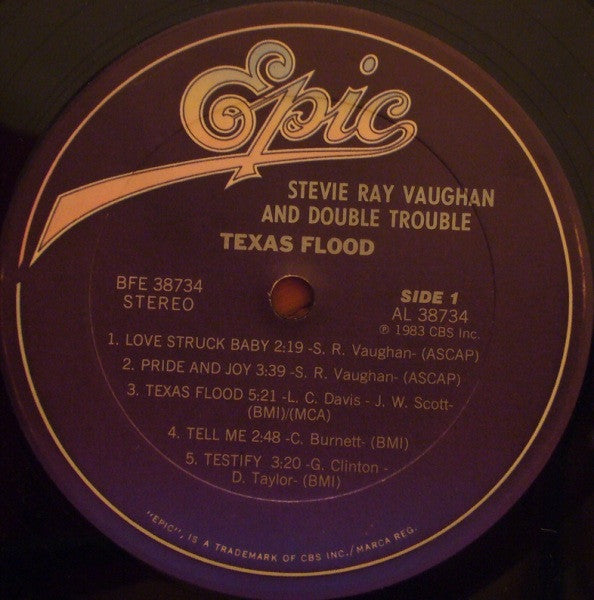 Epic
STEVIE RAY VAUGHAN
AND DOUBLE TROUBLE
TEXAS FLOOD
BFE 38734
STEREO
SIDE 1
AL 38734
℗ 1983 CBS Inc.
1. LOVE STRUCK BABY 2:19 -S. R. Vaughan- (ASCAP)
2. PRIDE AND JOY 3:39 -S. R. Vaughan- (ASCAP)
3. TEXAS FLOOD 5:21 -L. C. Davis - J. W. Scott-
(BMI)/(MCA)
4. TELL ME 2:48 -C. Burnett- (BMI)
5. TESTIFY 3:20 -G. Clinton -
D. Taylor- (BMI)
"EPIC", IS A TRADEMARK OF CBS INC./MARCA REG.